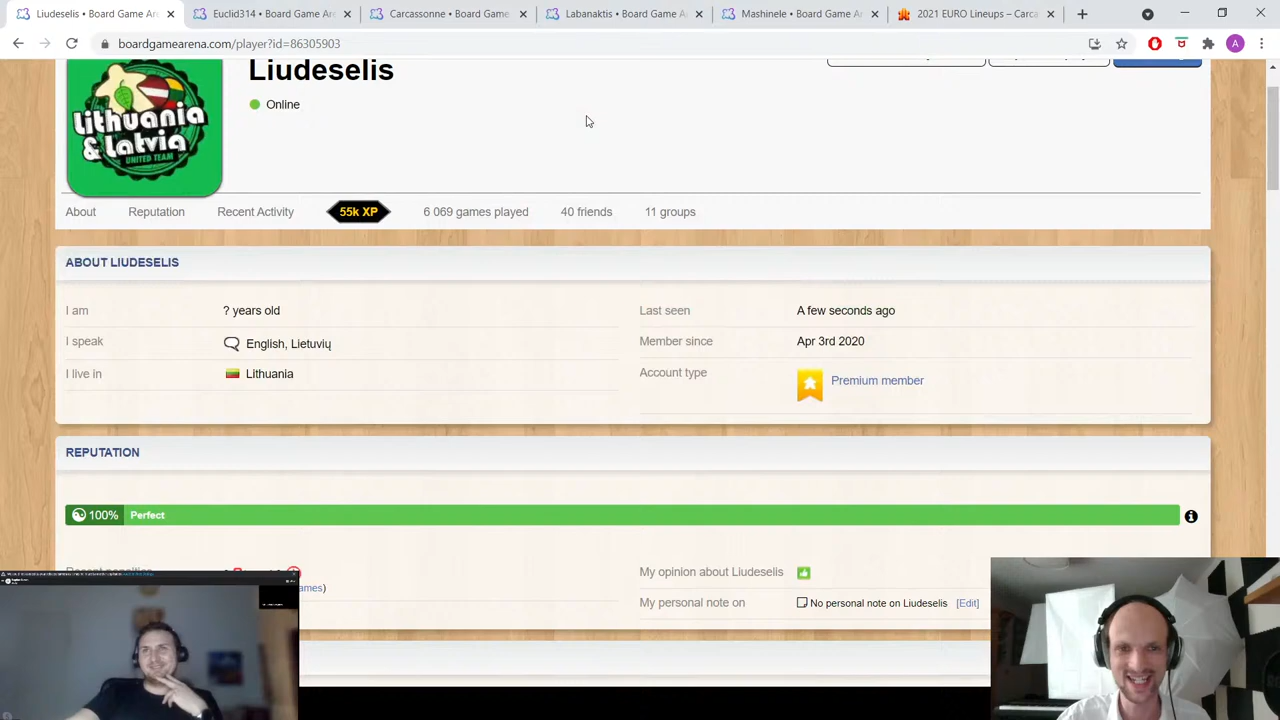 Liudeselis • Board Game Are
Euclid314 • Board Game Are
Carcassonne • Board Game
Labanaktis • Board Game A
Mashinele • Board Game Ar
2021 EURO Lineups – Carca
boardgamearena.com/player?id=86305903
A
Liudeselis
Online
Lithuania
& Latvia
UNITED TEAM
About
Reputation
Recent Activity
55k XP
6 069 games played
40 friends
11 groups
ABOUT LIUDESELIS
I am
? years old
I speak
English, Lietuvių
I live in
Lithuania
Last seen
A few seconds ago
Member since
Apr 3rd 2020
Account type
Premium member
REPUTATION
100%
Perfect
My opinion about Liudeselis
My personal note on
No personal note on Liudeselis
[Edit]